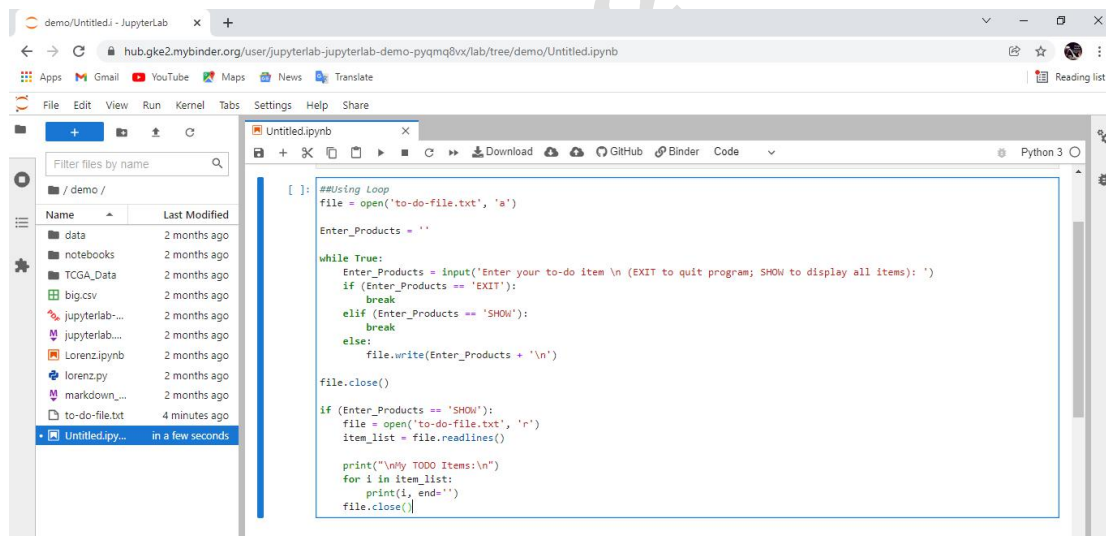 demo/Untitled.i - JupyterLab
hub.gke2.mybinder.org/user/jupyterlab-jupyterlab-demo-pyqmq8vx/lab/tree/demo/Untitled.ipynb
Apps Gmail YouTube Maps News Translate Reading list
File Edit View Run Kernel Tabs Settings Help Share
Untitled.ipynb
Download GitHub Binder Code Python 3
Filter files by name
/ demo /
Name Last Modified
data 2 months ago
notebooks 2 months ago
TCGA_Data 2 months ago
big.csv 2 months ago
jupyterlab-... 2 months ago
jupyterlab.... 2 months ago
Lorenz.ipynb 2 months ago
lorenz.py 2 months ago
markdown_... 2 months ago
to-do-file.txt 4 minutes ago
Untitled.ipy... in a few seconds
[ ]: ##Using Loop
file = open('to-do-file.txt', 'a')
Enter_Products = ''
while True:
Enter_Products = input('Enter your to-do item \n (EXIT to quit program; SHOW to display all items): ')
if (Enter_Products == 'EXIT'):
break
elif (Enter_Products == 'SHOW'):
break
else:
file.write(Enter_Products + '\n')
file.close()
if (Enter_Products == 'SHOW'):
file = open('to-do-file.txt', 'r')
item_list = file.readlines()
print("\nMy TODO Items:\n")
for i in item_list:
print(i, end='')
file.close()